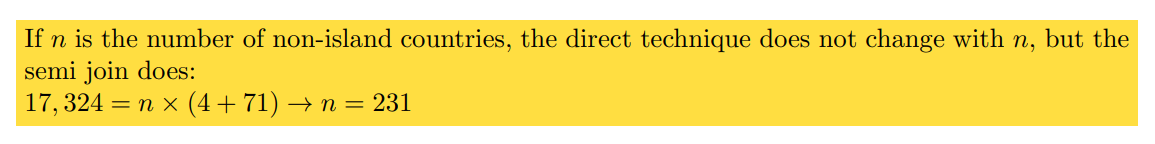 If n is the number of non-island countries, the direct technique does not change with n, but the
semi join does:
17, 324 = n × (4 + 71) → n = 231